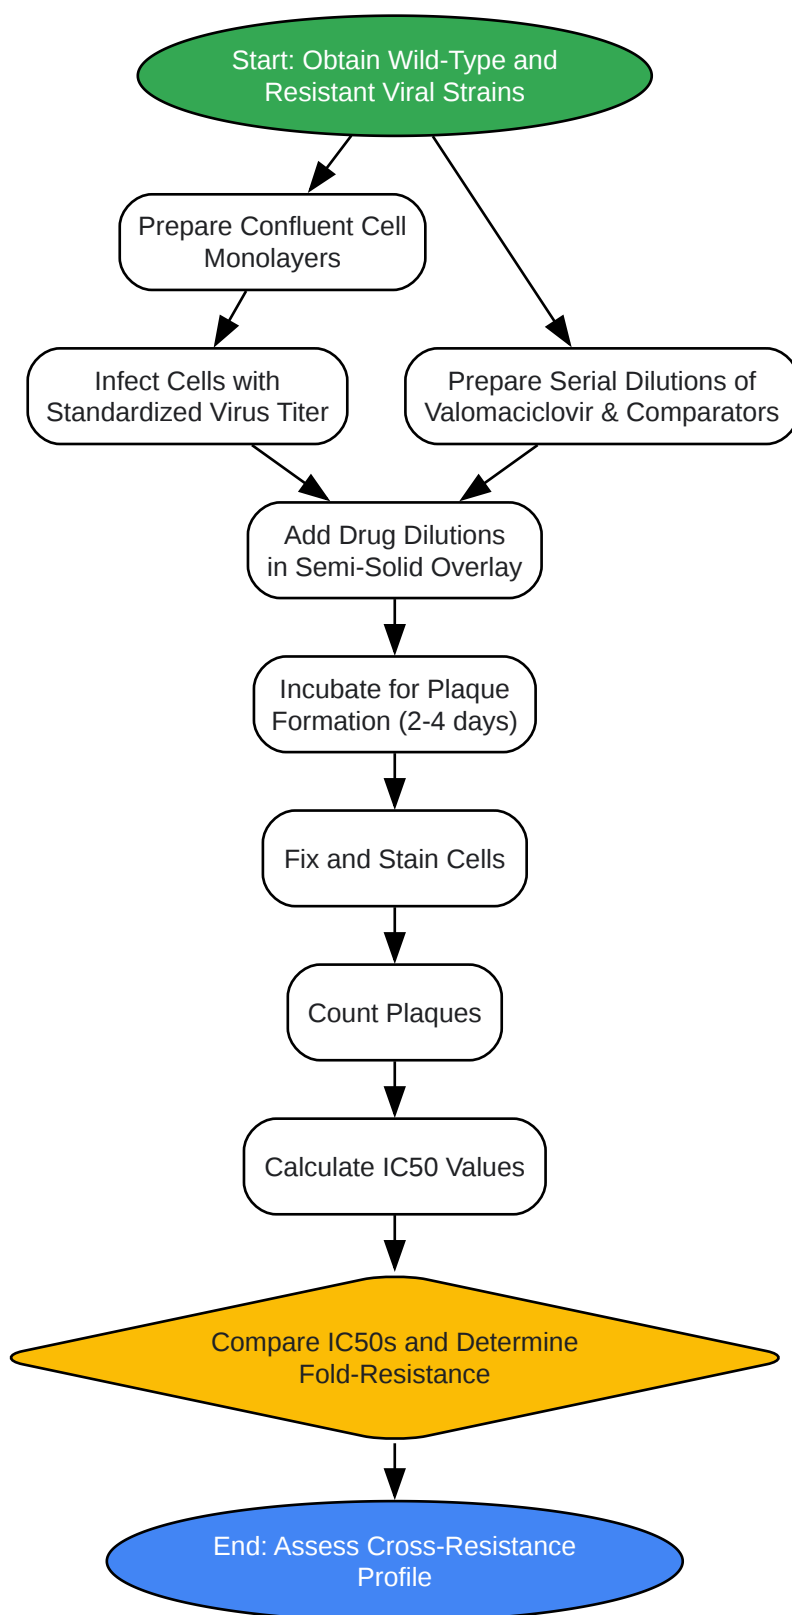 Start: Obtain Wild-Type and
Resistant Viral Strains
Prepare Confluent Cell
Monolayers
Infect Cells with
Standardized Virus Titer
Prepare Serial Dilutions of
Valomaciclovir & Comparators
Add Drug Dilutions
in Semi-Solid Overlay
Incubate for Plaque
Formation (2-4 days)
Fix and Stain Cells
Count Plaques
Calculate IC50 Values
Compare IC50s and Determine
Fold-Resistance
End: Assess Cross-Resistance
Profile